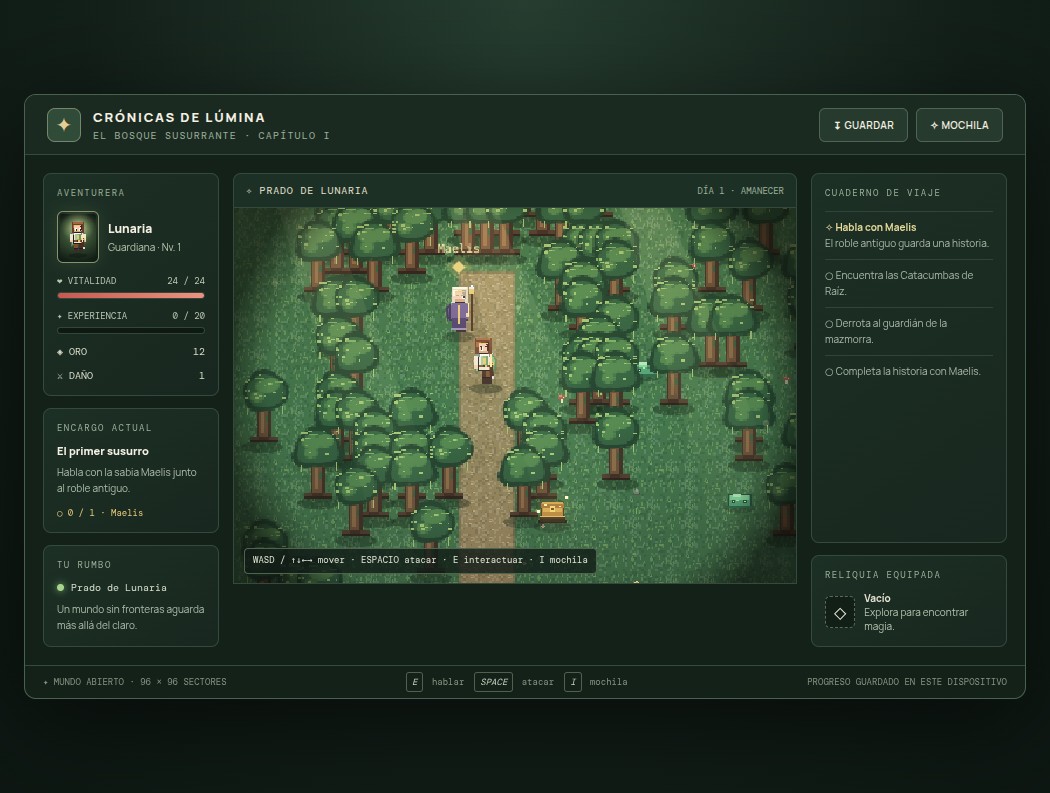 CRÓNICAS DE LÚMINA
EL BOSQUE SUSURRANTE · CAPÍTULO I
↧ GUARDAR
✧ MOCHILA
AVENTURERA
Lunaria
Guardiana · Nv. 1
❤ VITALIDAD 24 / 24
✦ EXPERIENCIA 0 / 20
◈ ORO 12
⚔ DAÑO 1
ENCARGO ACTUAL
El primer susurro
Habla con la sabia Maelis junto
al roble antiguo.
○ 0 / 1 · Maelis
TU RUMBO
Prado de Lunaria
Un mundo sin fronteras aguarda
más allá del claro.
✧ PRADO DE LUNARIA
DÍA 1 · AMANECER
Maelis
WASD / ↑↓←→ mover · ESPACIO atacar · E interactuar · I mochila
CUADERNO DE VIAJE
✧ Habla con Maelis
El roble antiguo guarda una historia.
○ Encuentra las Catacumbas de
Raíz.
○ Derrota al guardián de la
mazmorra.
○ Completa la historia con Maelis.
RELIQUIA EQUIPADA
Vacío
Explora para encontrar
magia.
✦ MUNDO ABIERTO · 96 × 96 SECTORES
E hablar SPACE atacar I mochila
PROGRESO GUARDADO EN ESTE DISPOSITIVO